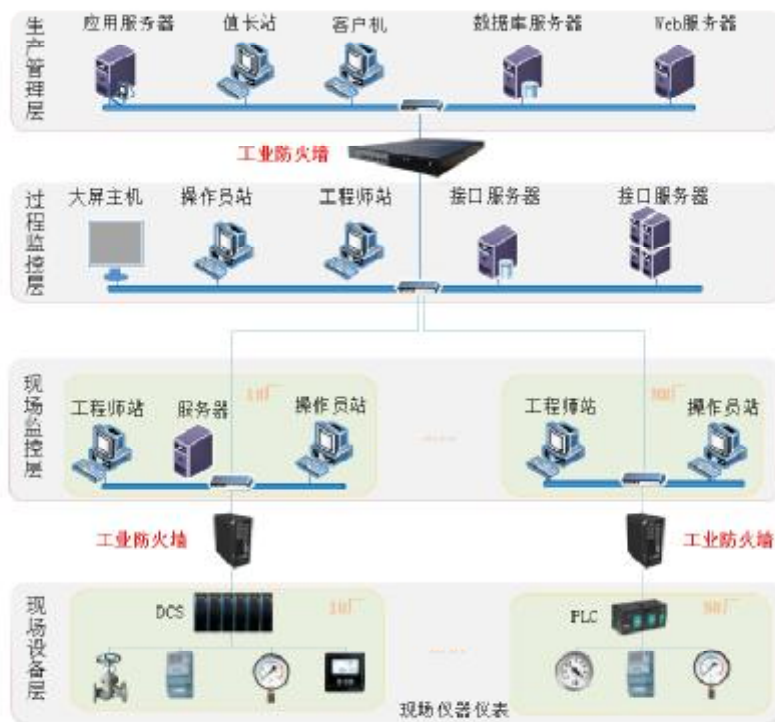 生产管理层
应用服务器
值长站
客户机
数据库服务器
Web服务器
工业防火墙
过程监控层
大屏主机
操作员站
工程师站
接口服务器
接口服务器
现场监控层
工程师站
服务器
操作员站
工程师站
操作员站
工业防火墙
工业防火墙
现场设备层
DCS
PLC
现场仪器仪表